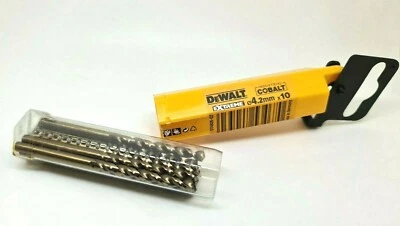 DEWALT
EXTREME
COBALT
ø4.2mm x10